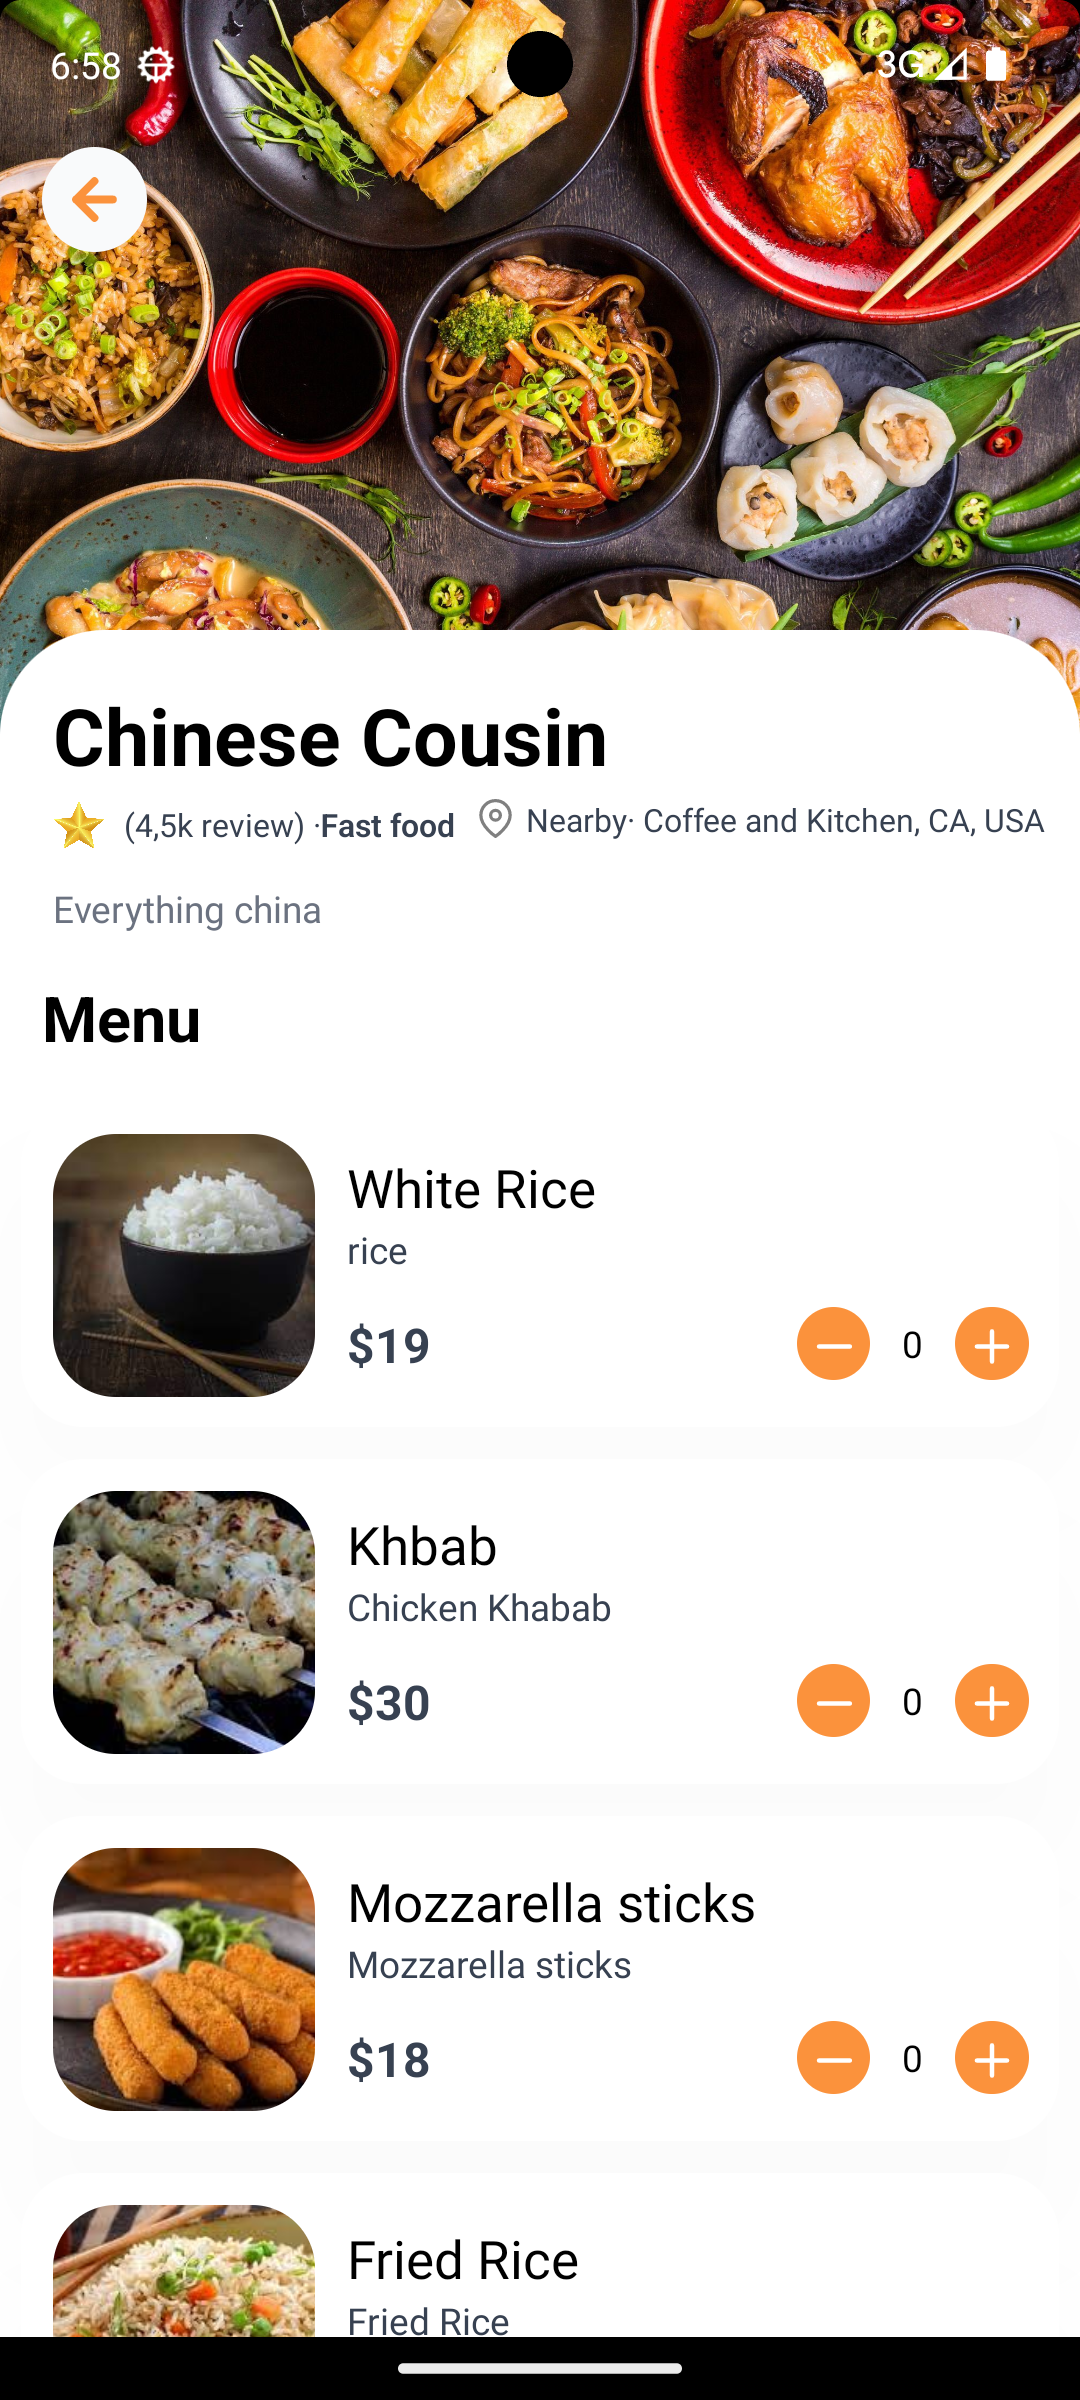 6:58
3G
Chinese Cousin
(4,5k review) ·Fast food
Nearby· Coffee and Kitchen, CA, USA
Everything china
Menu
White Rice
rice
$19
0
Khbab
Chicken Khabab
$30
0
Mozzarella sticks
Mozzarella sticks
$18
0
Fried Rice
Fried Rice